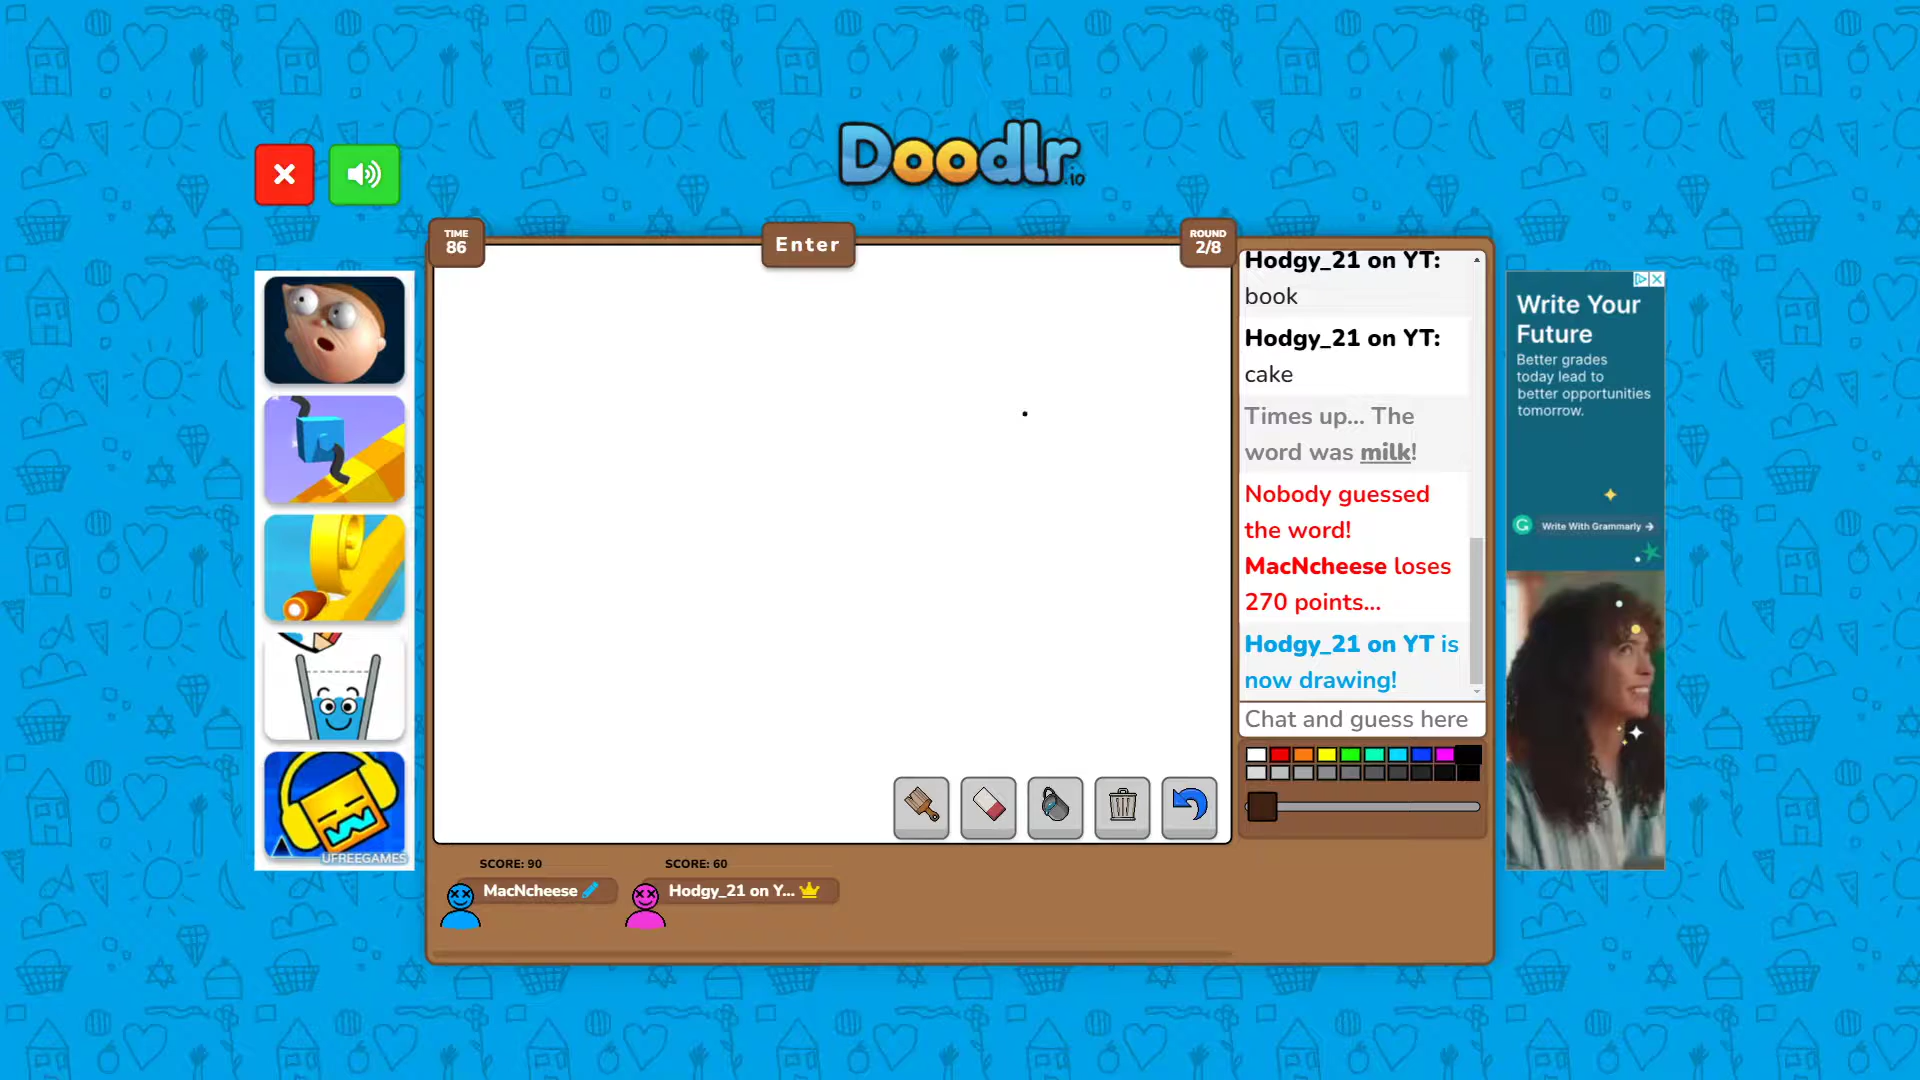 Doodlr.io
TIME
86
Enter
ROUND
2/8
Hodgy_21 on YT:
book
Hodgy_21 on YT:
cake
Times up... The
word was milk!
Nobody guessed
the word!
MacNcheese loses
270 points...
Hodgy_21 on YT is
now drawing!
Chat and guess here
SCORE: 90
MacNcheese
SCORE: 60
Hodgy_21 on Y...
UFREEGAMES
Write Your
Future
Better grades
today lead to
better opportunities
tomorrow.
Write With Grammarly